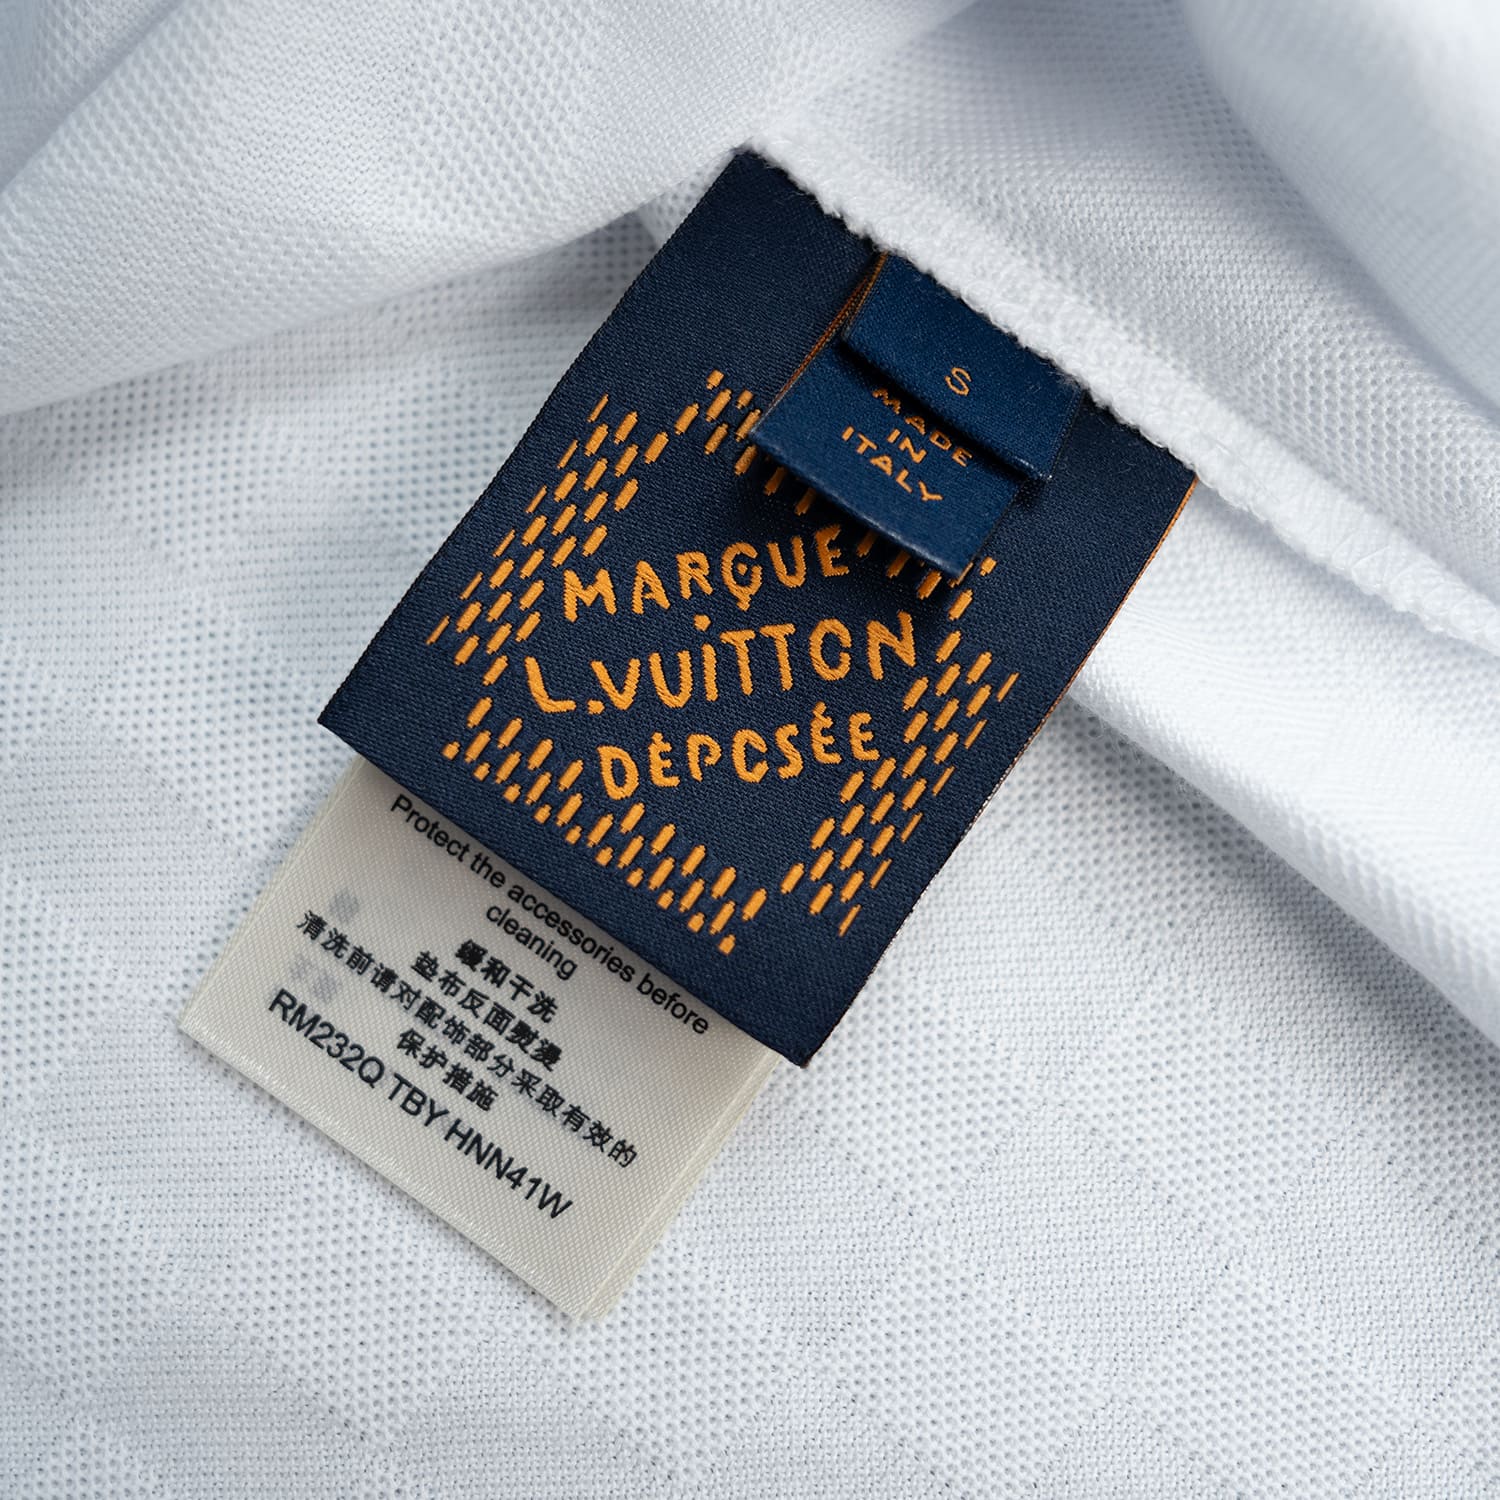 S
MADE
IN
ITALY
MARQUE
L.VUITTON
DÉPOSÉE
Protect the accessories before
cleaning
缓和干洗
垫布反面熨烫
清洗前请对配饰部分采取有效的
保护措施
RM232Q TBY HNN41W